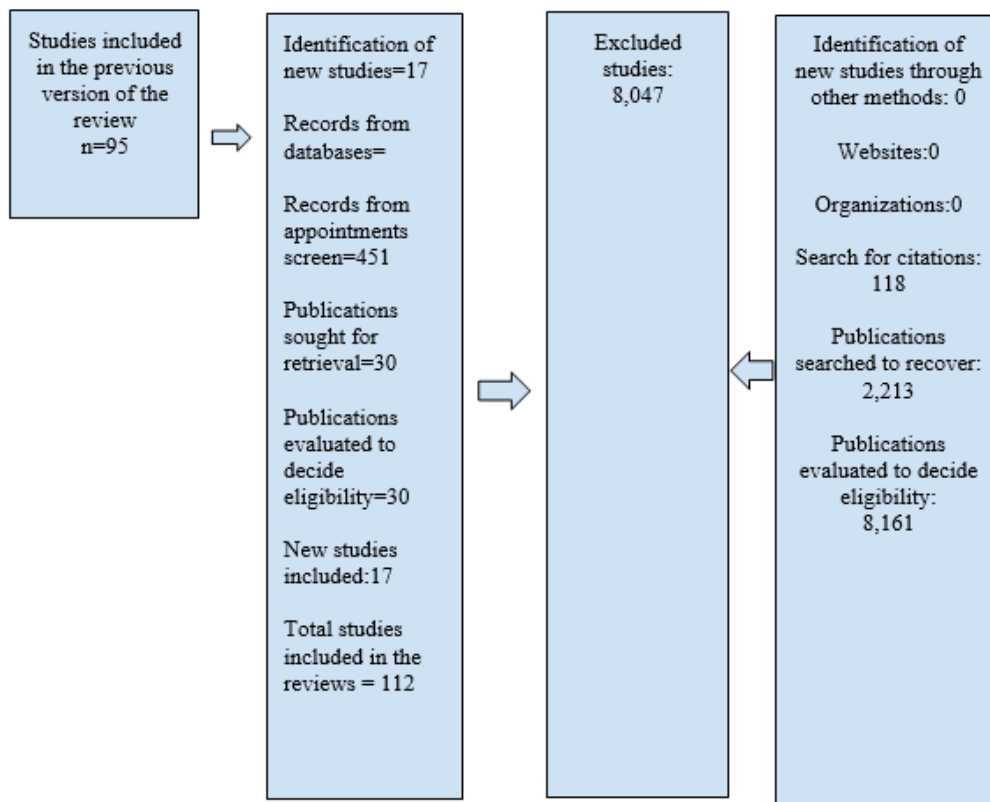 Studies included
in the previous
version of the
review
n=95
Identification of
new studies=17
Records from
databases=
Records from
appointments
screen=451
Publications
sought for
retrieval=30
Publications
evaluated to
decide
eligibility=30
New studies
included:17
Total studies
included in the
reviews = 112
Excluded
studies:
8,047
Identification of
new studies through
other methods: 0
Websites:0
Organizations:0
Search for citations:
118
Publications
searched to recover:
2,213
Publications
evaluated to decide
eligibility:
8,161